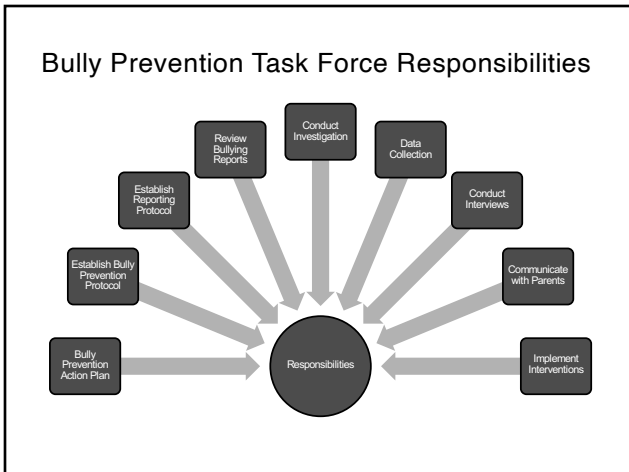 Bully Prevention Task Force Responsibilities
Bully
Prevention
Action Plan
Establish Bully
Prevention
Protocol
Establish
Reporting
Protocol
Review
Bullying
Reports
Conduct
Investigation
Data
Collection
Conduct
Interviews
Communicate
with Parents
Implement
Interventions
Responsibilities